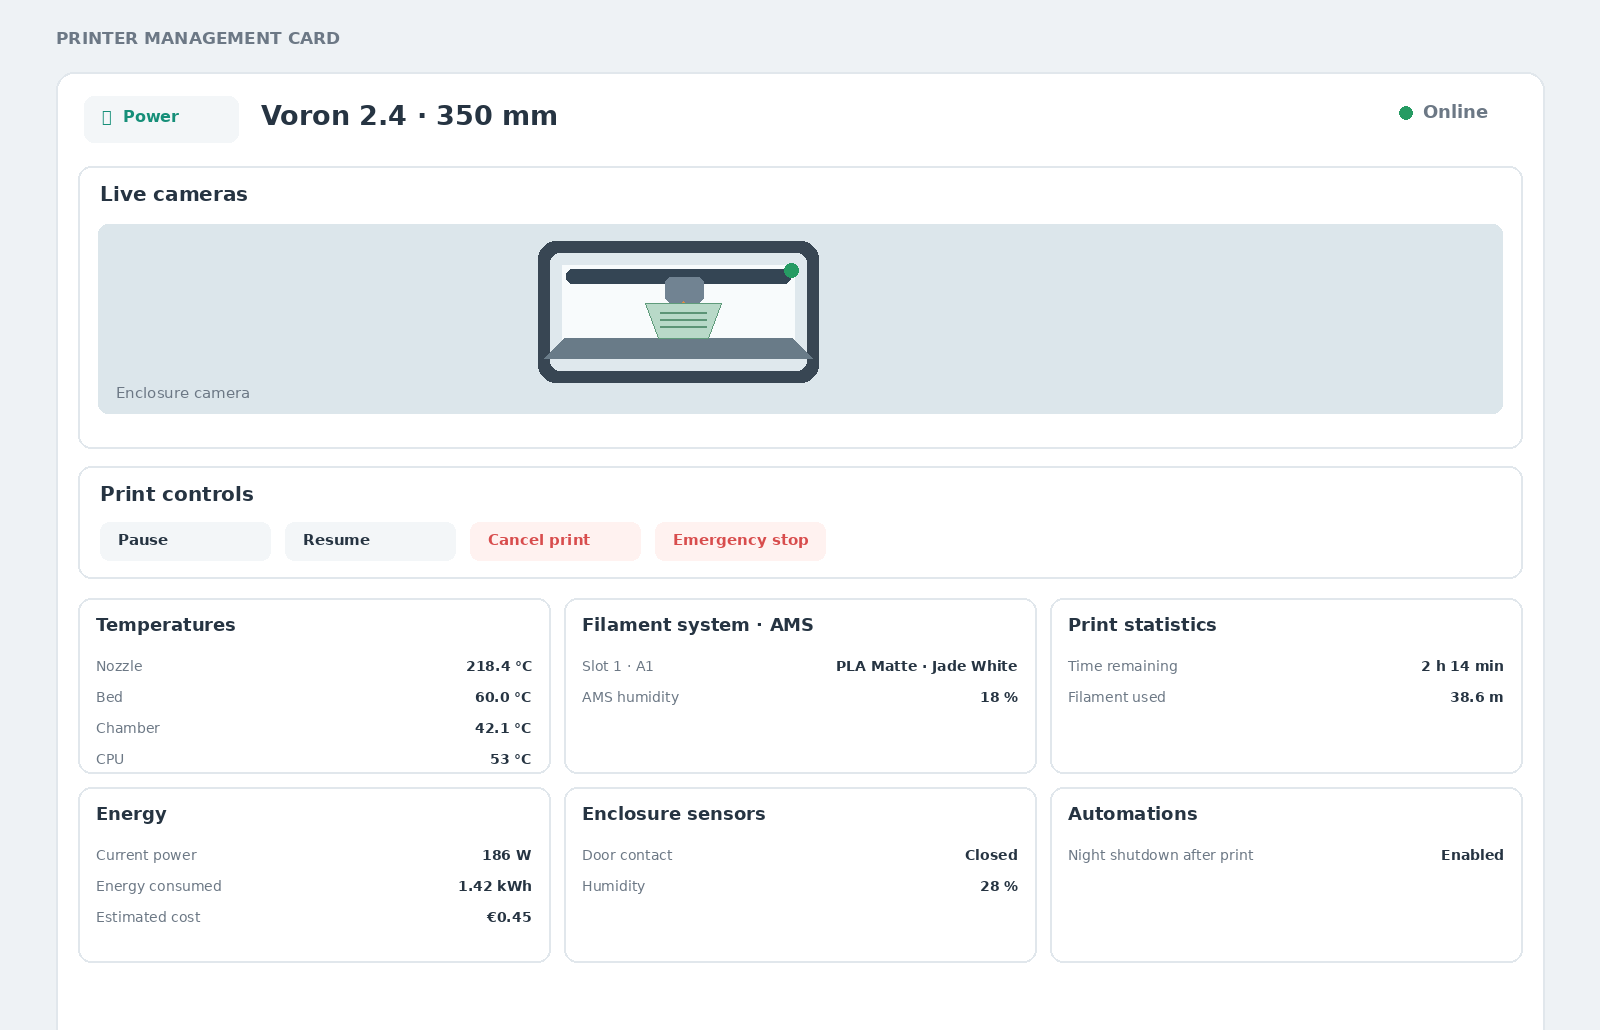 PRINTER MANAGEMENT CARD
Power
Voron 2.4 · 350 mm
Online
Live cameras
Enclosure camera
Print controls
Pause
Resume
Cancel print
Emergency stop
Temperatures
Nozzle 218.4 °C
Bed 60.0 °C
Chamber 42.1 °C
CPU 53 °C
Filament system · AMS
Slot 1 · A1 PLA Matte · Jade White
AMS humidity 18 %
Print statistics
Time remaining 2 h 14 min
Filament used 38.6 m
Energy
Current power 186 W
Energy consumed 1.42 kWh
Estimated cost €0.45
Enclosure sensors
Door contact Closed
Humidity 28 %
Automations
Night shutdown after print Enabled